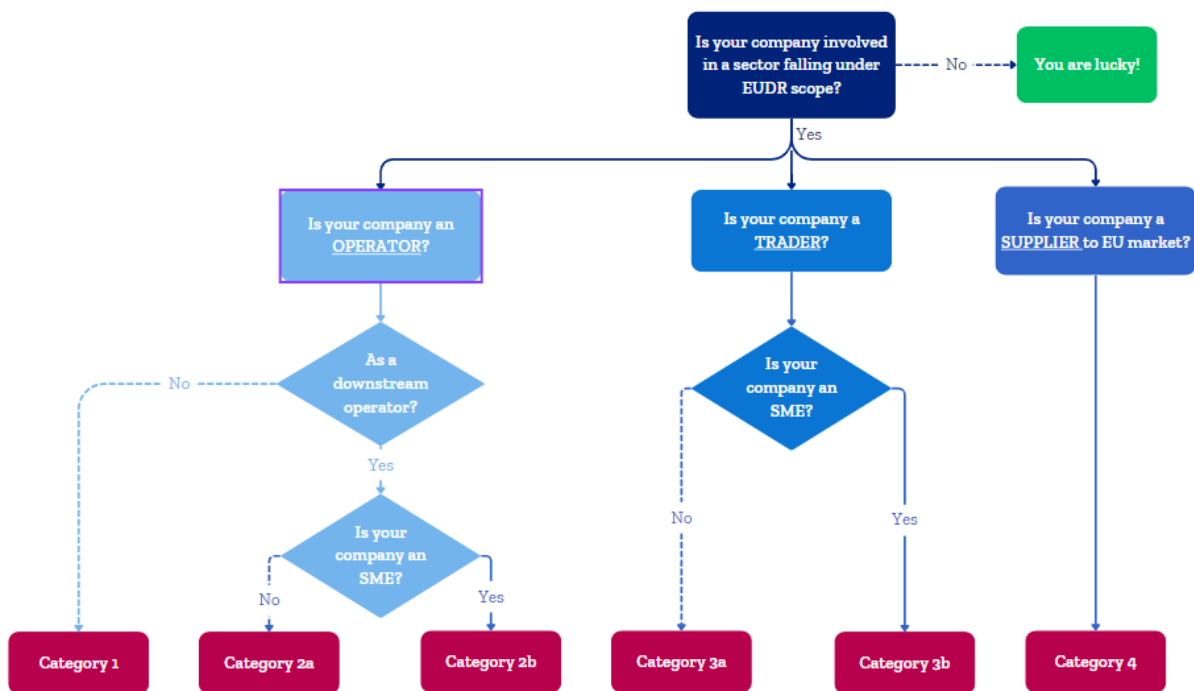 Is your company involved
in a sector falling under
EUDR scope?
No
You are lucky!
Yes
Is your company an
OPERATOR?
Is your company a
TRADER?
Is your company a
SUPPLIER to EU market?
As a
downstream
operator?
No
Is your
company an
SME?
Yes
Is your
company an
SME?
No
Yes
No
Yes
Category 1
Category 2a
Category 2b
Category 3a
Category 3b
Category 4